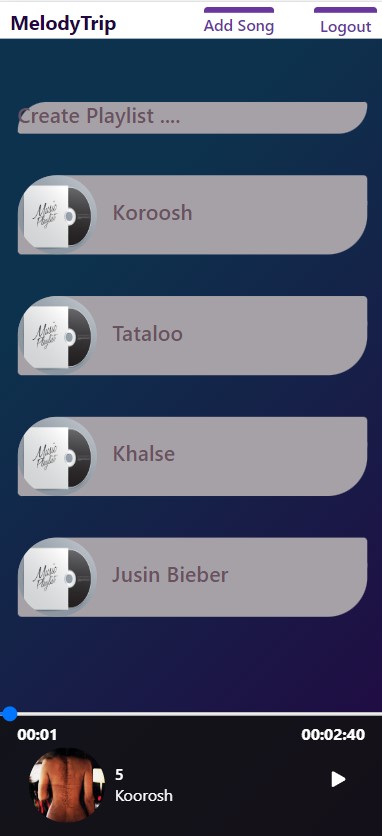 MelodyTrip
Add Song
Logout
Create Playlist ....
Music
Playlist
Koroosh
Music
Playlist
Tataloo
Music
Playlist
Khalse
Music
Playlist
Jusin Bieber
00:01
00:02:40
5
Koorosh